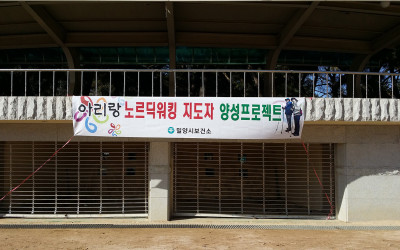 아리랑 노르딕워킹 지도자 양성프로젝트
밀양시보건소